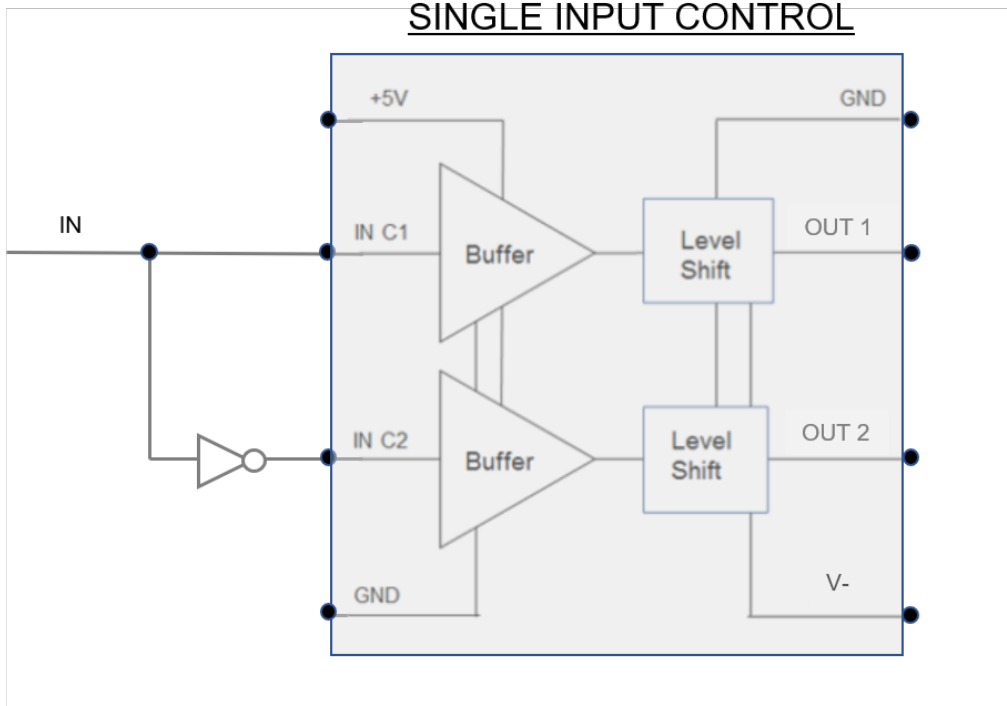 SINGLE INPUT CONTROL
+5V
GND
IN
IN C1
Buffer
Level
Shift
OUT 1
IN C2
Buffer
Level
Shift
OUT 2
GND
V-